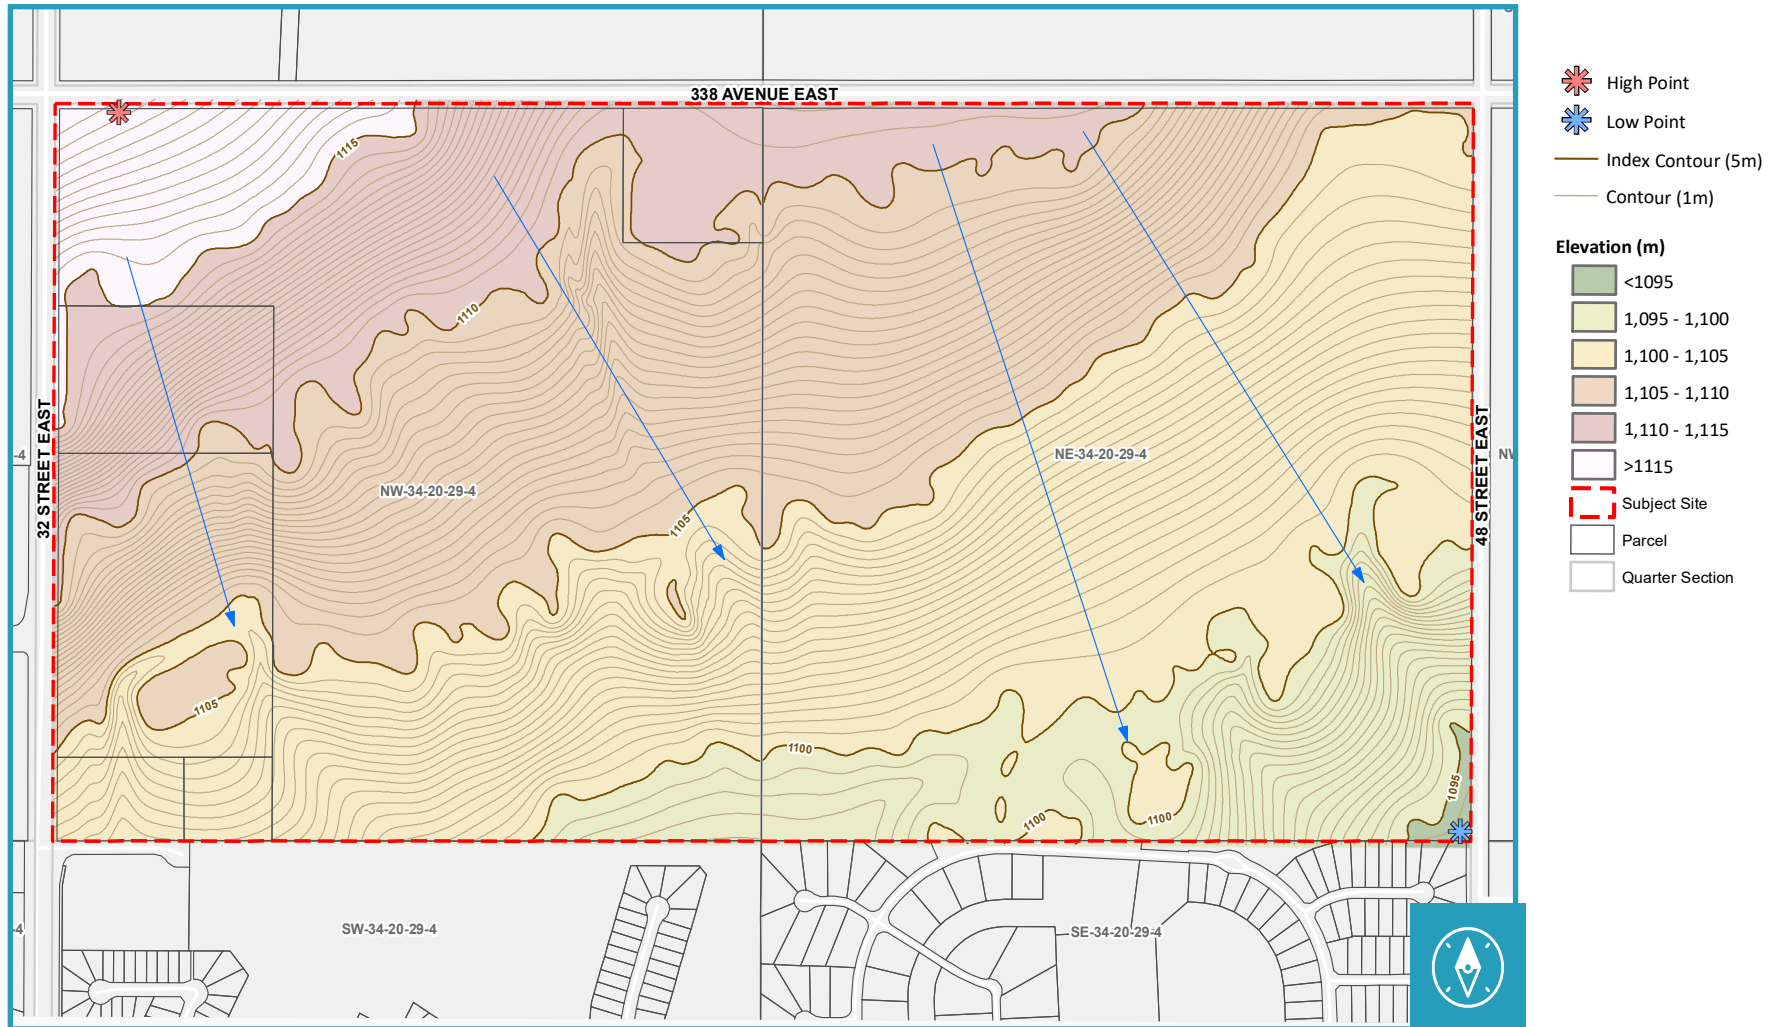 338 AVENUE EAST
1115
1110
1105
1105
1100
1100
1100
1095
32 STREET EAST
48 STREET EAST
-4
NW-34-20-29-4
NE-34-20-29-4
NW
-4
SW-34-20-29-4
SE-34-20-29-4
High Point
Low Point
Index Contour (5m)
Contour (1m)
Elevation (m)
<1095
1,095 - 1,100
1,100 - 1,105
1,105 - 1,110
1,110 - 1,115
>1115
Subject Site
Parcel
Quarter Section